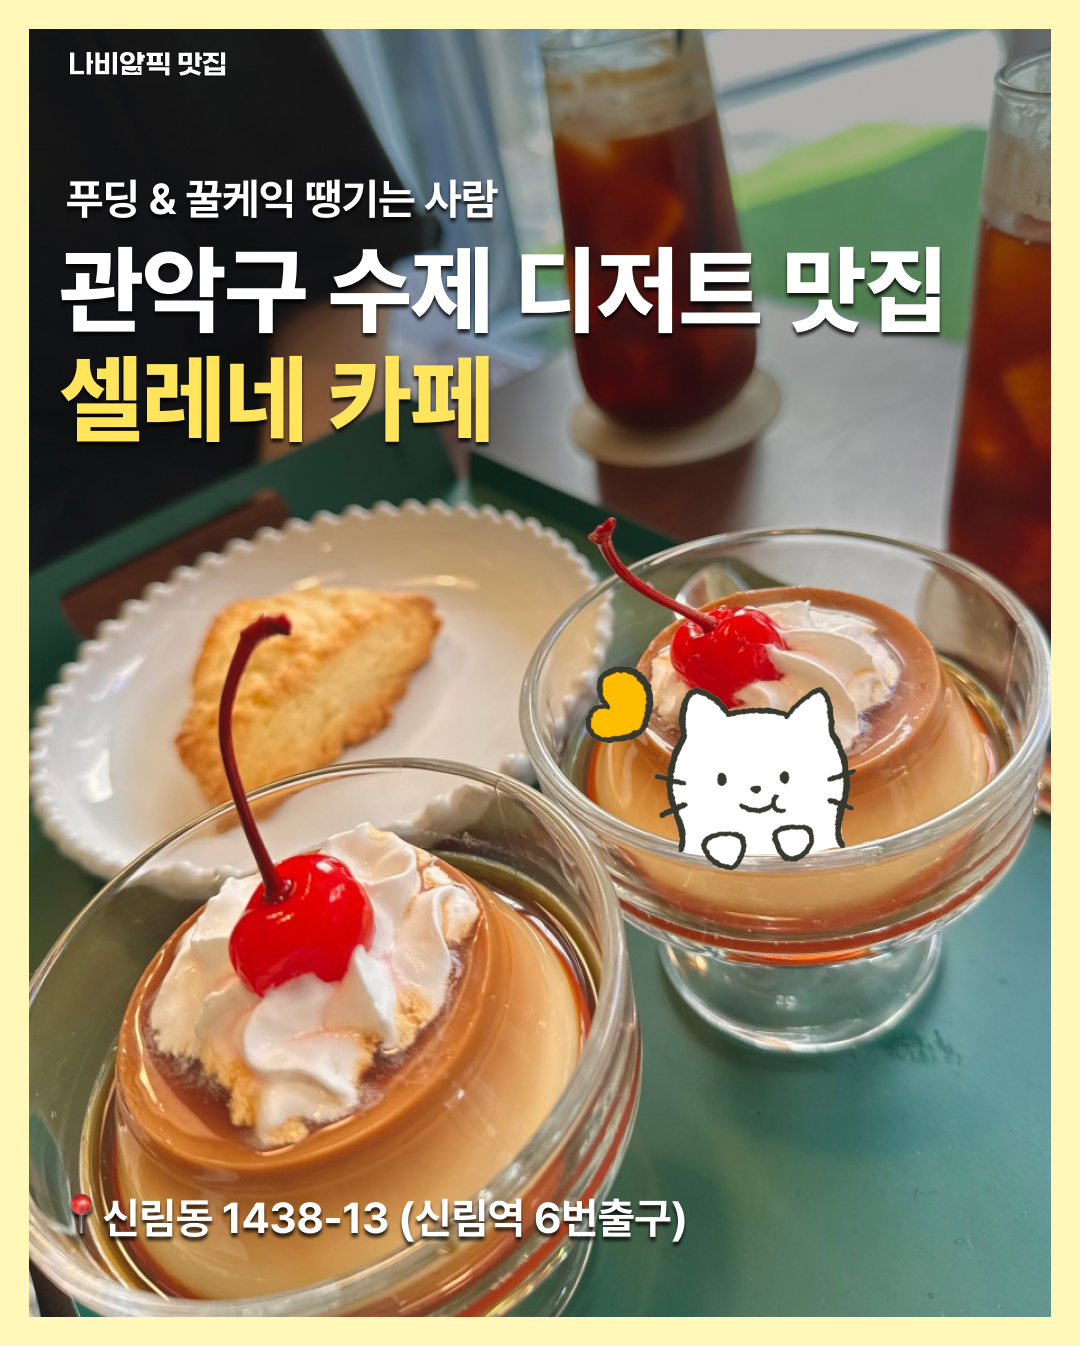 나비얌픽 맛집
푸딩 & 꿀케익 땡기는 사람
관악구 수제 디저트 맛집
셀레네 카페
📍신림동 1438-13 (신림역 6번출구)